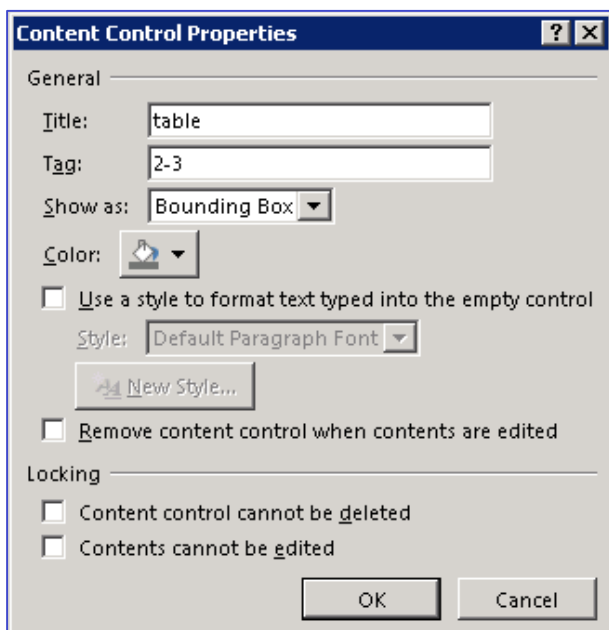 Content Control Properties
General
Title: table
Tag: 2-3
Show as: Bounding Box
Color:
Use a style to format text typed into the empty control
Style: Default Paragraph Font
New Style...
Remove content control when contents are edited
Locking
Content control cannot be deleted
Contents cannot be edited
OK Cancel